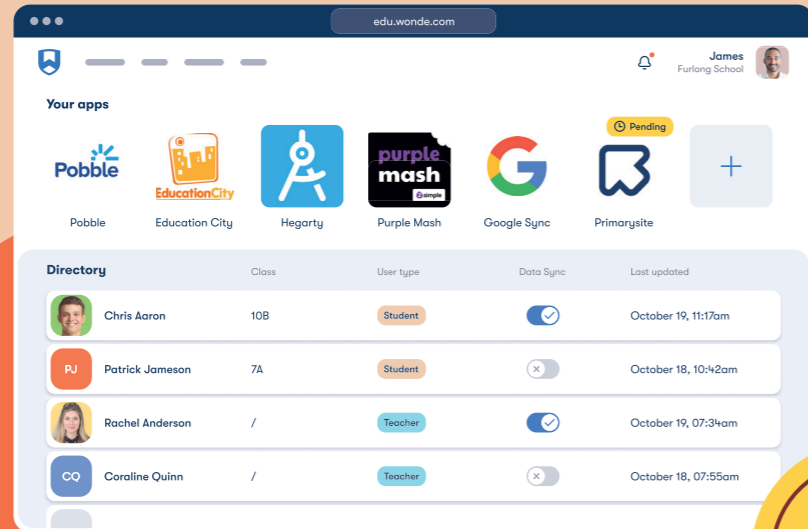 edu.wonde.com
James
Furlong School
Your apps
Pending
Pobble
EducationCity
purple
mash
2simple
Pobble
Education City
Hegarty
Purple Mash
Google Sync
Primarysite
Directory Class User type Data Sync Last updated
Chris Aaron 10B Student October 19, 11:17am
PJ Patrick Jameson 7A Student October 18, 10:42am
Rachel Anderson / Teacher October 19, 07:34am
CQ Coraline Quinn / Teacher October 18, 07:55am